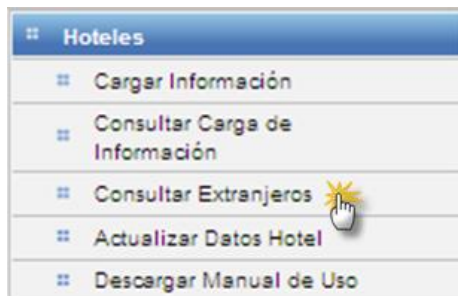 Hoteles
Cargar Información
Consultar Carga de
Información
Consultar Extranjeros
Actualizar Datos Hotel
Descargar Manual de Uso